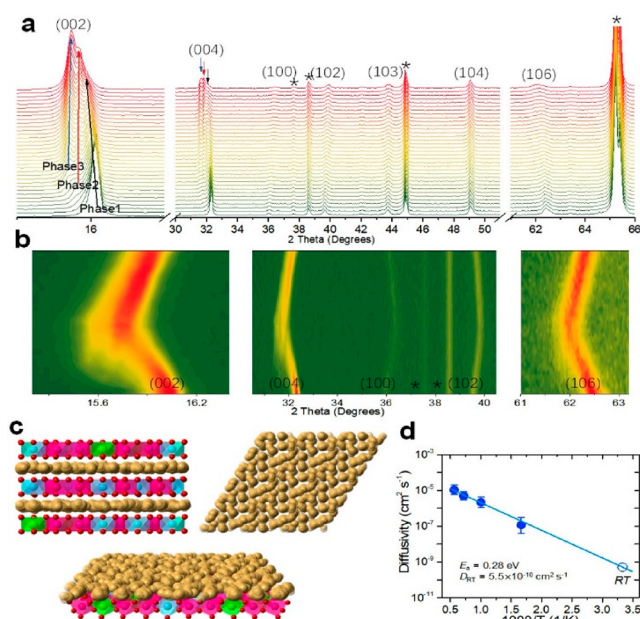 a
(002)
(004)
(100)
*
*
(102)
(103)
*
(104)
(106)
*
Phase3
Phase2
Phase1
16
30 32 34 36 38 40 42 44 46 48 50
62 64 66
2 Theta (Degrees)
b
(002)
(004)
(100)
*
*
(102)
(106)
15.6 16.2
32 34 36 38 40
61 62 63
2 Theta (Degrees)
c
d
Diffusivity (cm² s⁻¹)
10⁻³
10⁻⁵
10⁻⁷
10⁻⁹
10⁻¹¹
Eₐ = 0.28 eV
D_RT = 5.5×10⁻¹⁰ cm² s⁻¹
RT
0.5 1.0 1.5 2.0 2.5 3.0 3.5